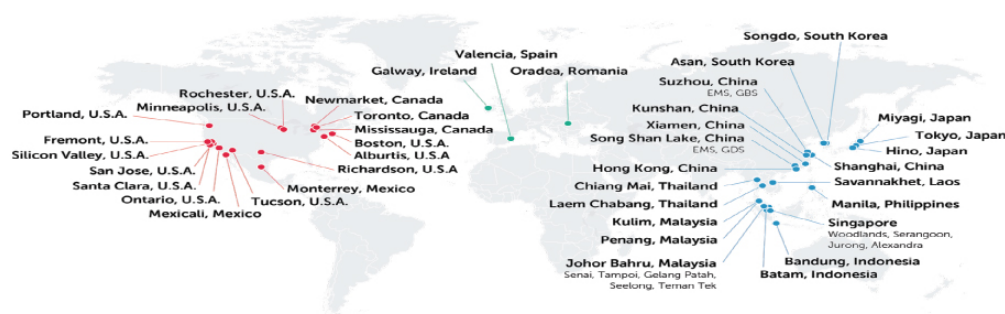 Songdo, South Korea
Valencia, Spain
Asan, South Korea
Galway, Ireland
Oradea, Romania
Suzhou, China
EMS, GBS
Rochester, U.S.A.
Newmarket, Canada
Minneapolis, U.S.A.
Kunshan, China
Portland, U.S.A.
Toronto, Canada
Miyagi, Japan
Xiamen, China
Mississauga, Canada
Tokyo, Japan
Fremont, U.S.A.
Boston, U.S.A.
Song Shan Lake, China
EMS, GDS
Hino, Japan
Silicon Valley, U.S.A.
Alburtis, U.S.A
San Jose, U.S.A.
Richardson, U.S.A
Hong Kong, China
Shanghai, China
Santa Clara, U.S.A.
Monterrey, Mexico
Chiang Mai, Thailand
Savannakhet, Laos
Ontario, U.S.A.
Tucson, U.S.A.
Laem Chabang, Thailand
Manila, Philippines
Mexicali, Mexico
Kulim, Malaysia
Singapore
Woodlands, Serangoon,
Jurong, Alexandra
Penang, Malaysia
Johor Bahru, Malaysia
Senai, Tampoi, Gelang Patah,
Seelong, Teman Tek
Bandung, Indonesia
Batam, Indonesia